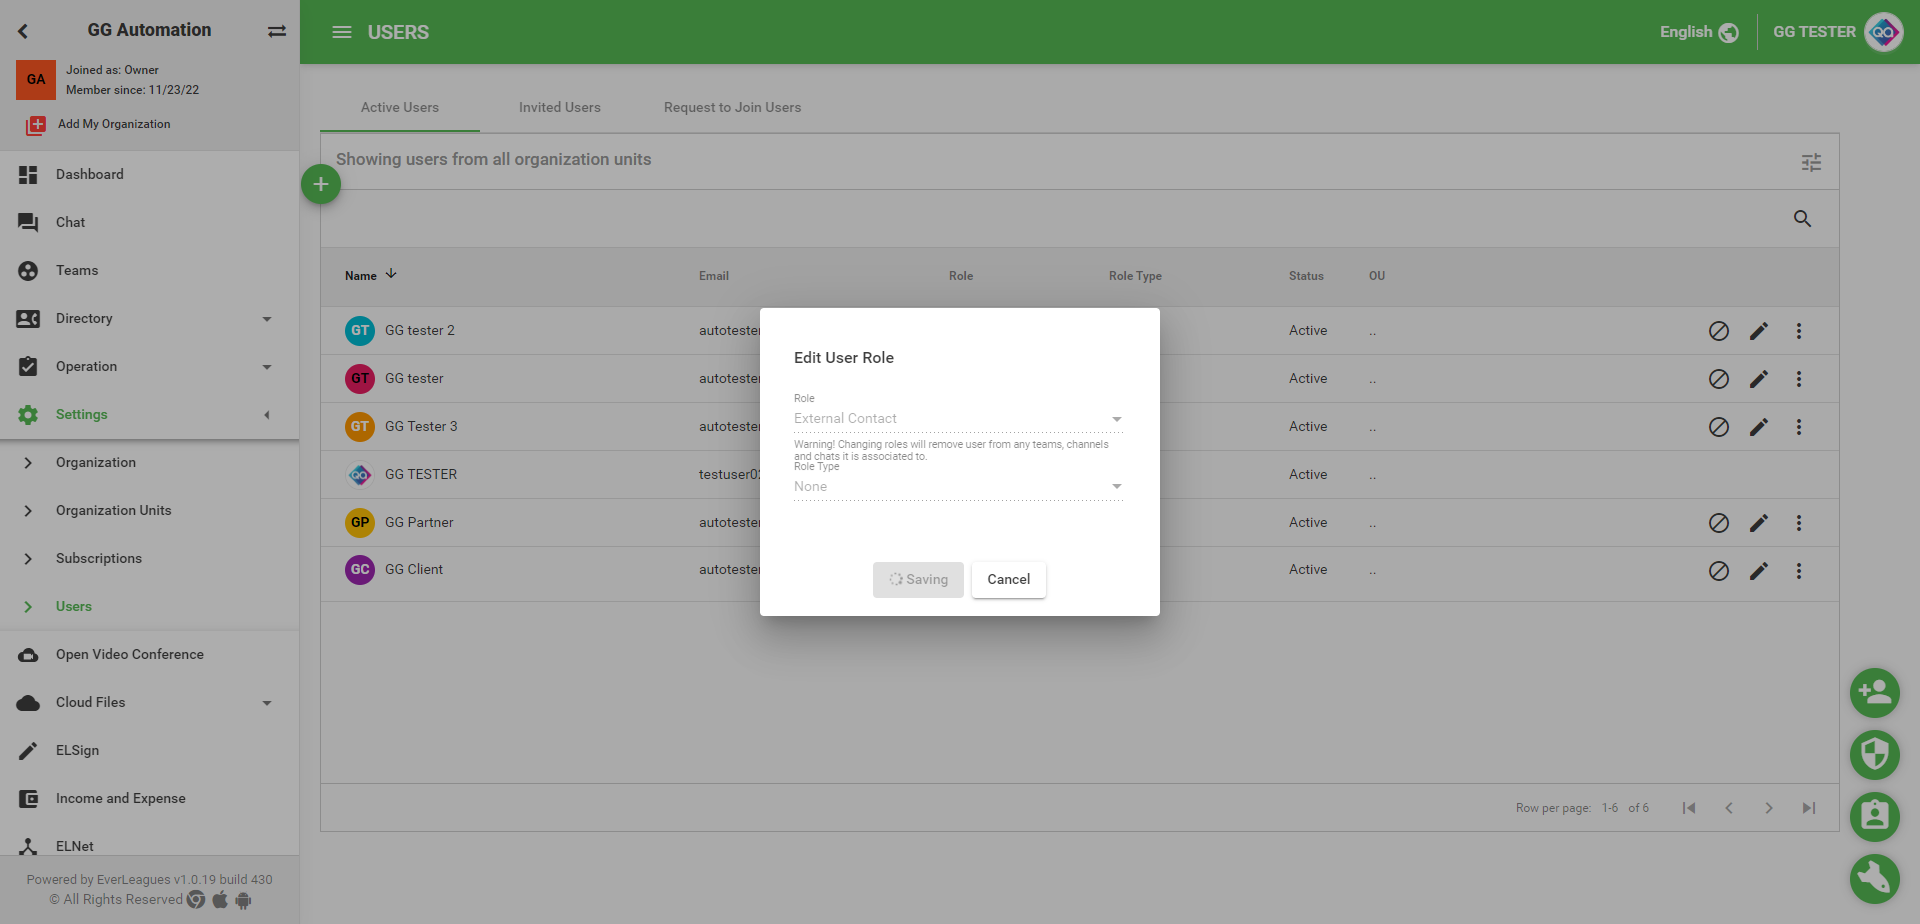 GG Automation
GA
Joined as: Owner
Member since: 11/23/22
Add My Organization
Dashboard
Chat
Teams
Directory
Operation
Settings
Organization
Organization Units
Subscriptions
Users
Open Video Conference
Cloud Files
ELSign
Income and Expense
ELNet
Powered by EverLeagues v1.0.19 build 430
© All Rights Reserved
USERS
English
GG TESTER
QA
Active Users Invited Users Request to Join Users
Showing users from all organization units
Name Email Role Role Type Status OU
GT GG tester 2 autotester Active ..
GT GG tester autotester Active ..
GT GG Tester 3 autotester Active ..
QA GG TESTER testuser02 Active ..
GP GG Partner autotester Active ..
GC GG Client autotester Active ..
Edit User Role
Role
External Contact
Warning! Changing roles will remove user from any teams, channels
and chats it is associated to.
Role Type
None
Saving Cancel
Row per page: 1-6 of 6